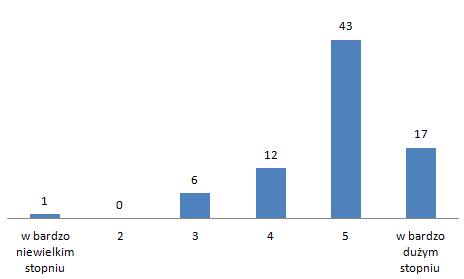 43
17
12
6
1
0
w bardzo
niewielkim
stopniu
2
3
4
5
w bardzo
dużym
stopniu